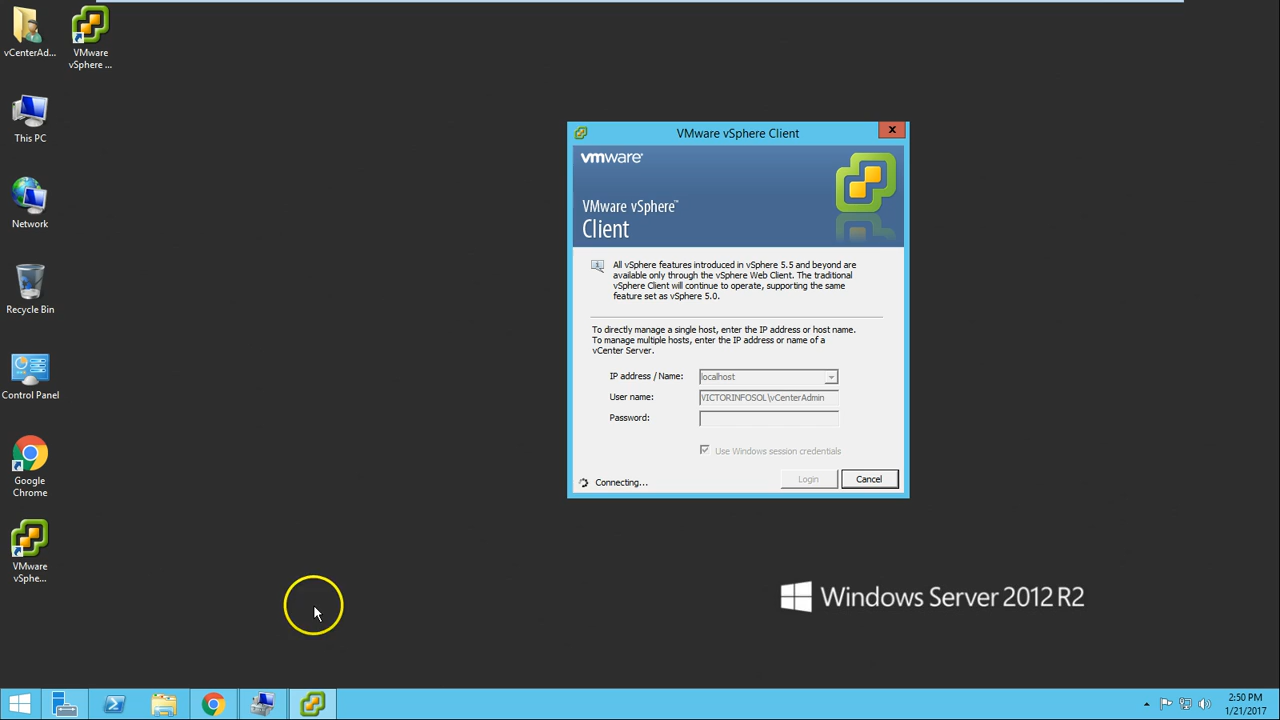 vCenterAd...
VMware
vSphere ...
This PC
Network
Recycle Bin
Control Panel
Google
Chrome
VMware
vSphe...
VMware vSphere Client
vmware®
VMware vSphere™
Client
All vSphere features introduced in vSphere 5.5 and beyond are
available only through the vSphere Web Client. The traditional
vSphere Client will continue to operate, supporting the same
feature set as vSphere 5.0.
To directly manage a single host, enter the IP address or host name.
To manage multiple hosts, enter the IP address or name of a
vCenter Server.
IP address / Name: localhost
User name: VICTORINFOSOL\vCenterAdmin
Password:
Use Windows session credentials
Connecting... Login Cancel
Windows Server 2012 R2
2:50 PM
1/21/2017